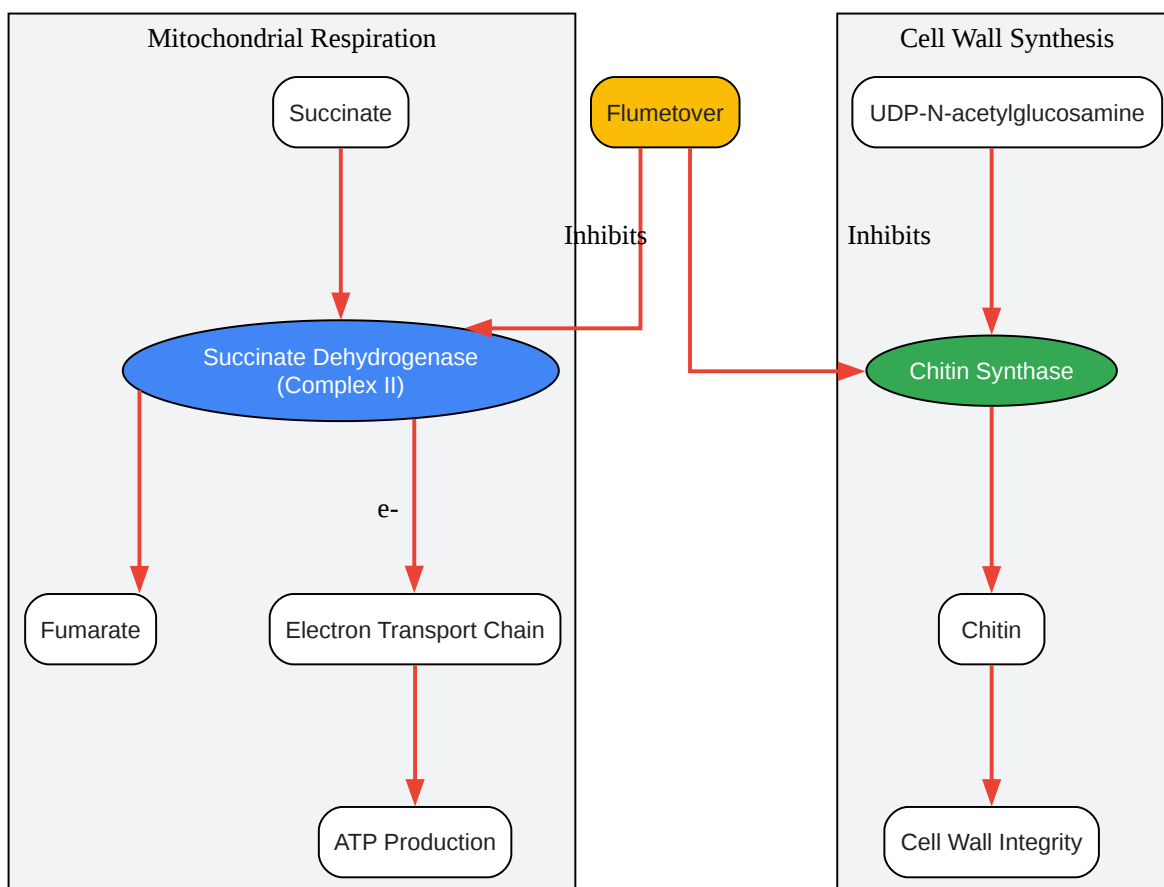 Mitochondrial Respiration
Cell Wall Synthesis
Succinate
Flumetover
UDP-N-acetylglucosamine
Inhibits
Inhibits
Succinate Dehydrogenase
(Complex II)
Chitin Synthase
e-
Fumarate
Electron Transport Chain
Chitin
ATP Production
Cell Wall Integrity